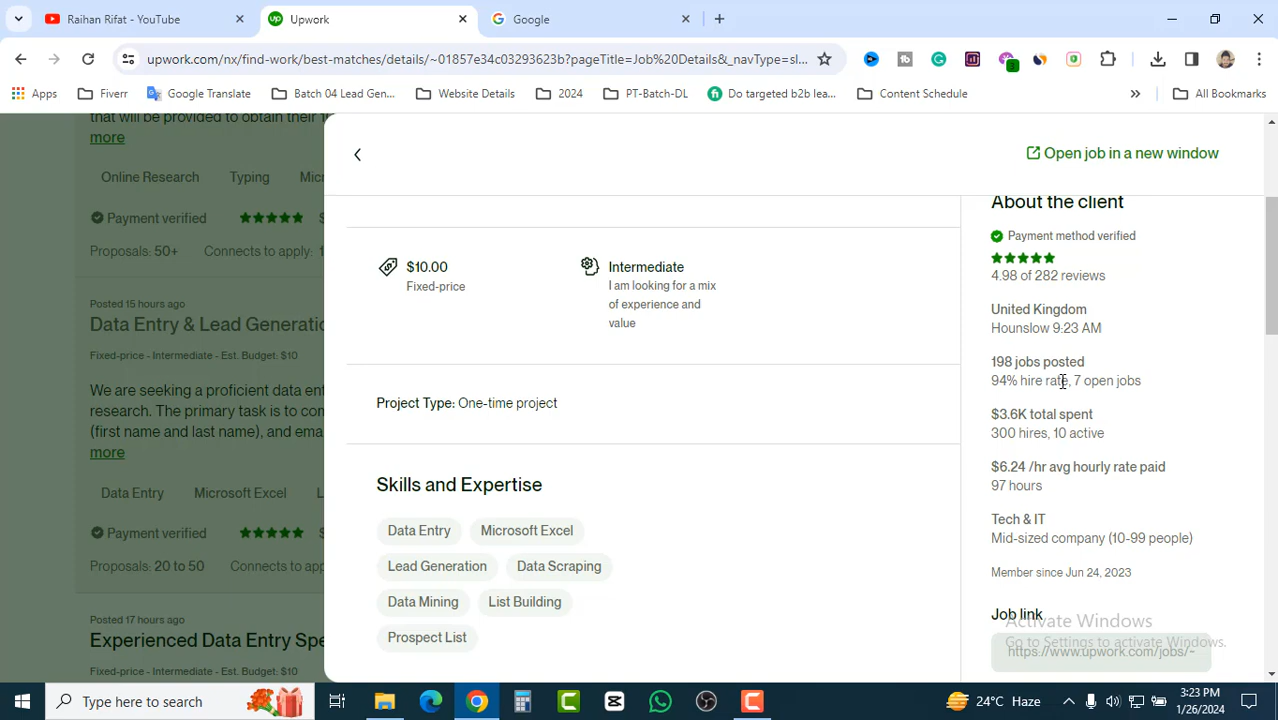 Raihan Rifat - YouTube
Upwork
Google
upwork.com/nx/find-work/best-matches/details/~01857e34c03293623b?pageTitle=Job%20Details&_navType=sl...
Apps
Fiverr
Google Translate
Batch 04 Lead Gen...
Website Details
2024
PT-Batch-DL
Do targeted b2b lea...
Content Schedule
All Bookmarks
that will be provided to obtain their
more
Online Research
Typing
Payment verified
Proposals: 50+
Connects to apply: 1
Posted 15 hours ago
Data Entry & Lead Generatio
Fixed-price - Intermediate - Est. Budget: $10
We are seeking a proficient data ent
research. The primary task is to con
(first name and last name), and ema
more
Data Entry
Microsoft Excel
Payment verified
Proposals: 20 to 50
Connects to app
Posted 17 hours ago
Experienced Data Entry Spe
Fixed-price - Intermediate - Est. Budget: $10
Open job in a new window
$10.00
Fixed-price
Intermediate
I am looking for a mix
of experience and
value
Project Type: One-time project
Skills and Expertise
Data Entry
Microsoft Excel
Lead Generation
Data Scraping
Data Mining
List Building
Prospect List
About the client
Payment method verified
4.98 of 282 reviews
United Kingdom
Hounslow 9:23 AM
198 jobs posted
94% hire rate, 7 open jobs
$3.6K total spent
300 hires, 10 active
$6.24 /hr avg hourly rate paid
97 hours
Tech & IT
Mid-sized company (10-99 people)
Member since Jun 24, 2023
Job link
Activate Windows
Go to Settings to activate Windows.
https://www.upwork.com/jobs/~
Type here to search
24°C Haze
3:23 PM
1/26/2024